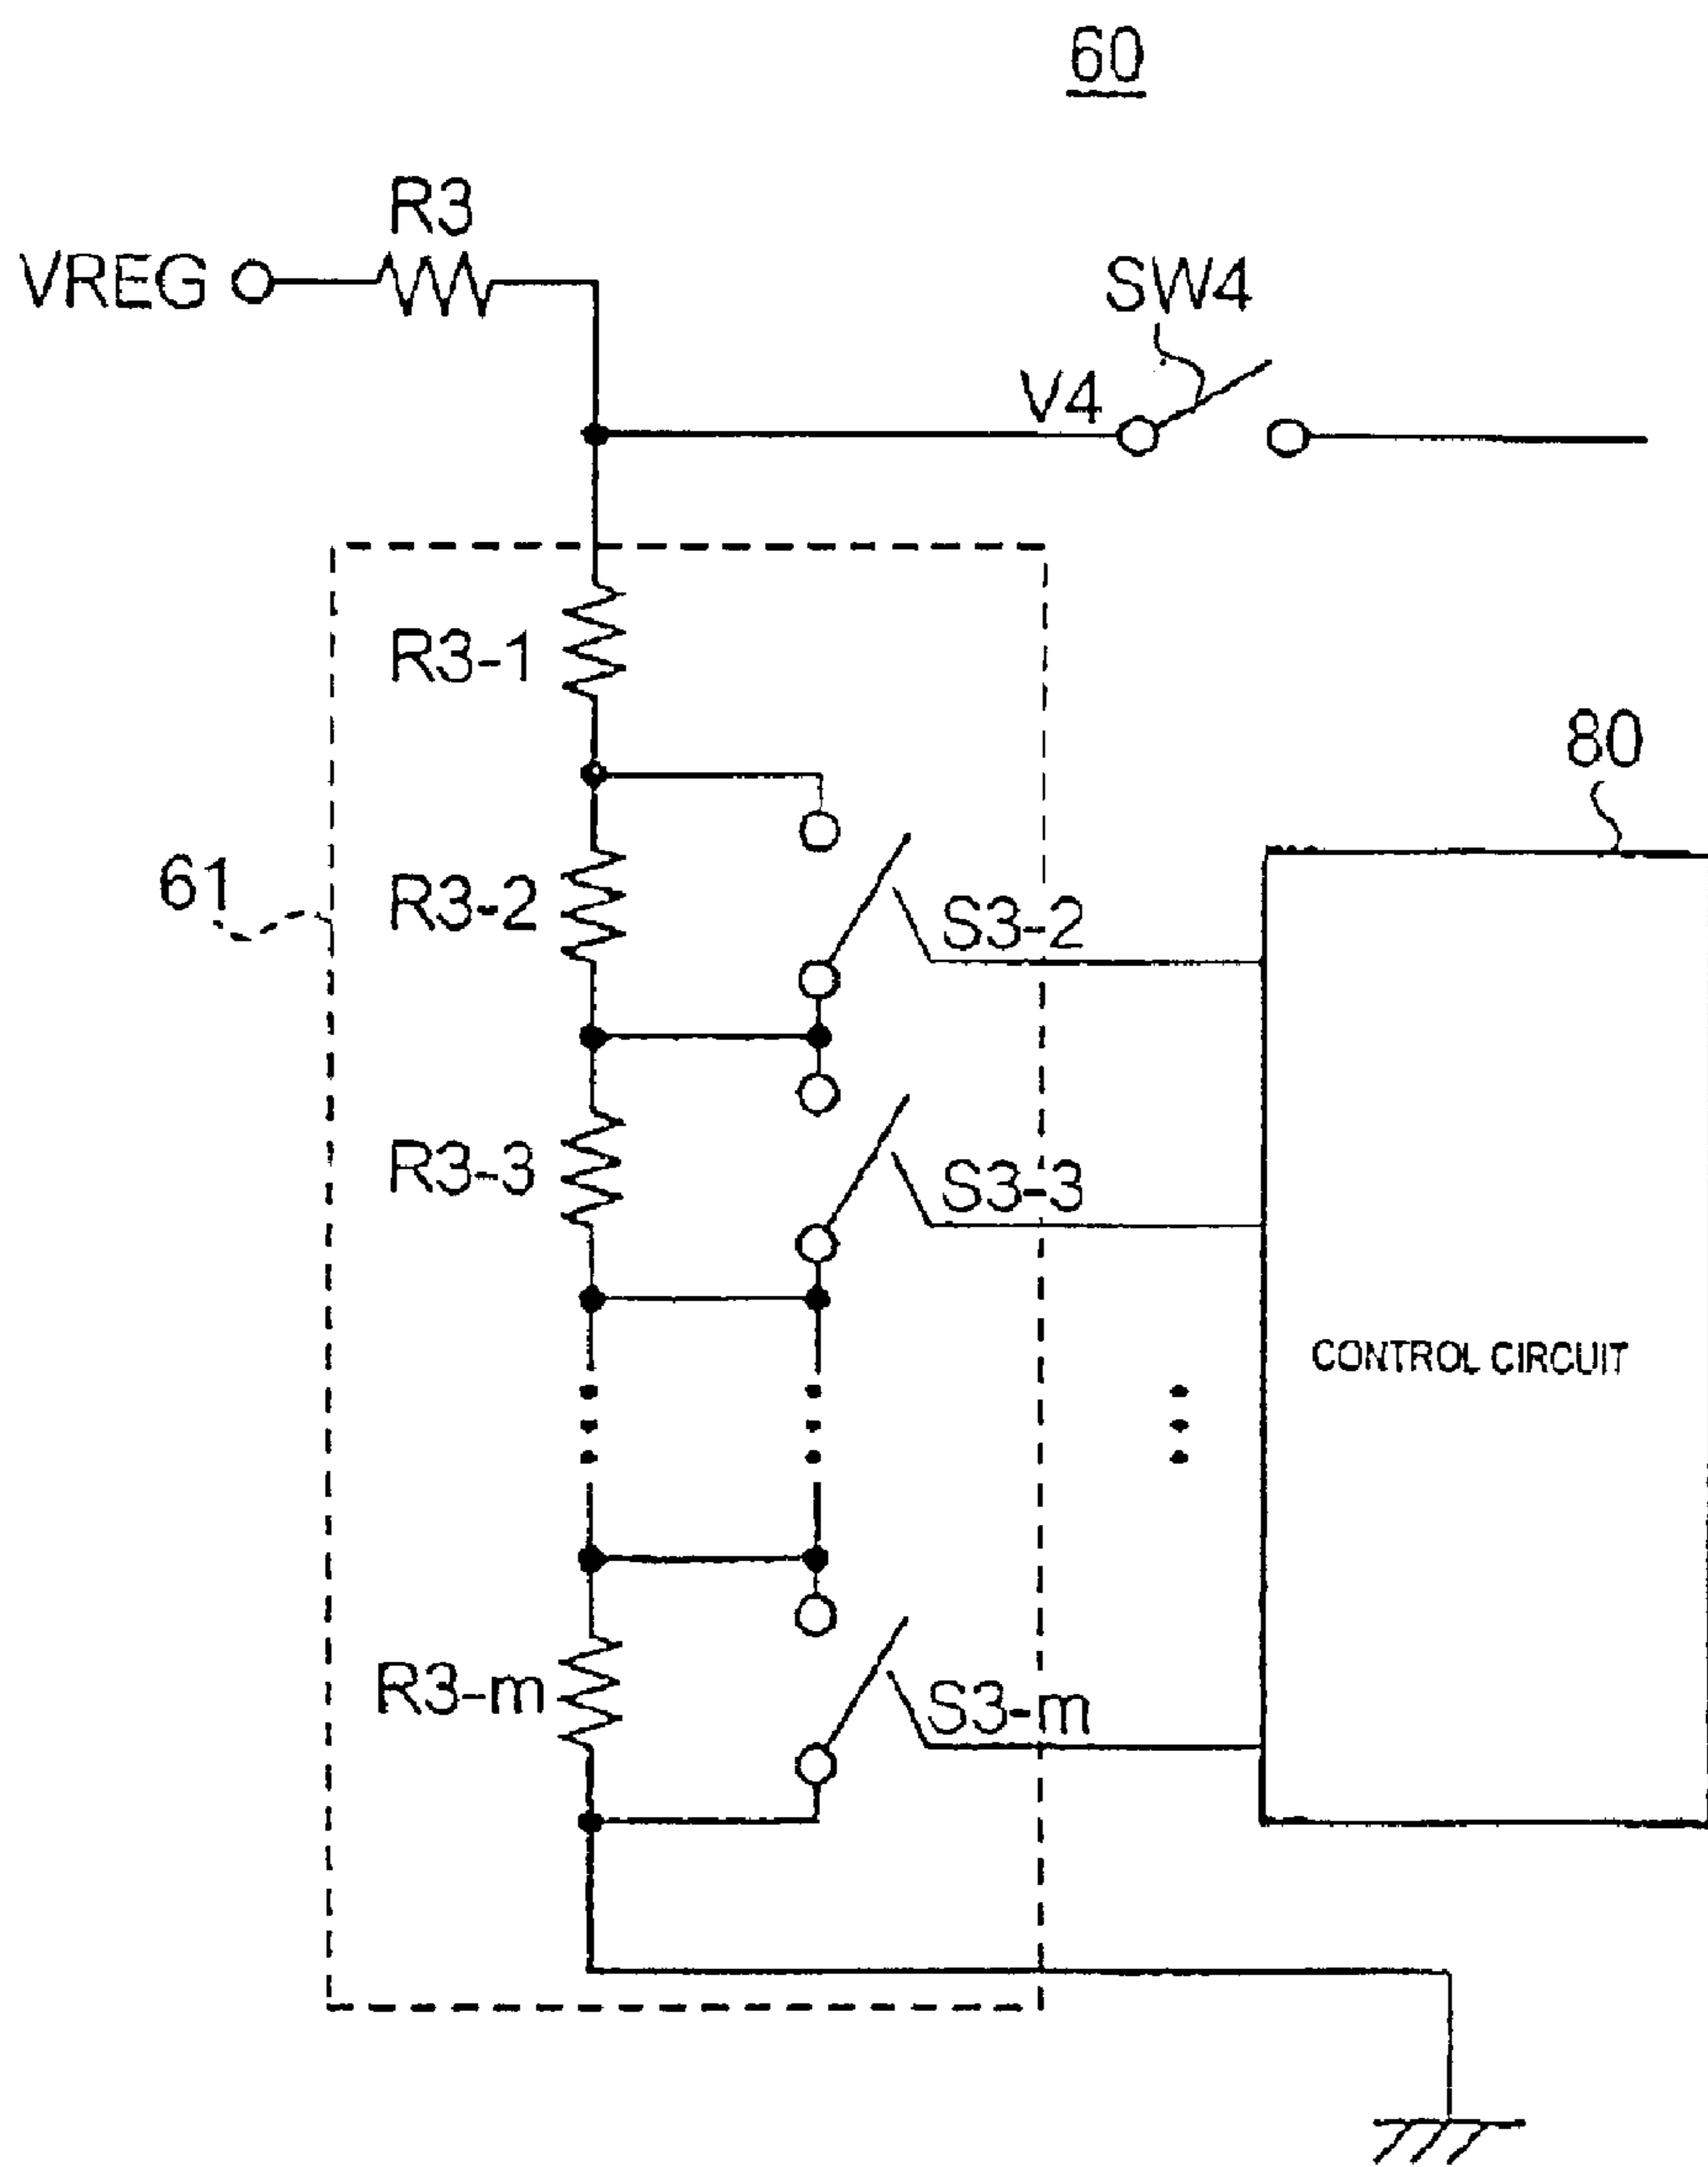 60
R3
VREG
SW4
V4
R3-1
80
61
R3-2
S3-2
R3-3
S3-3
CONTROL CIRCUIT
R3-m
S3-m